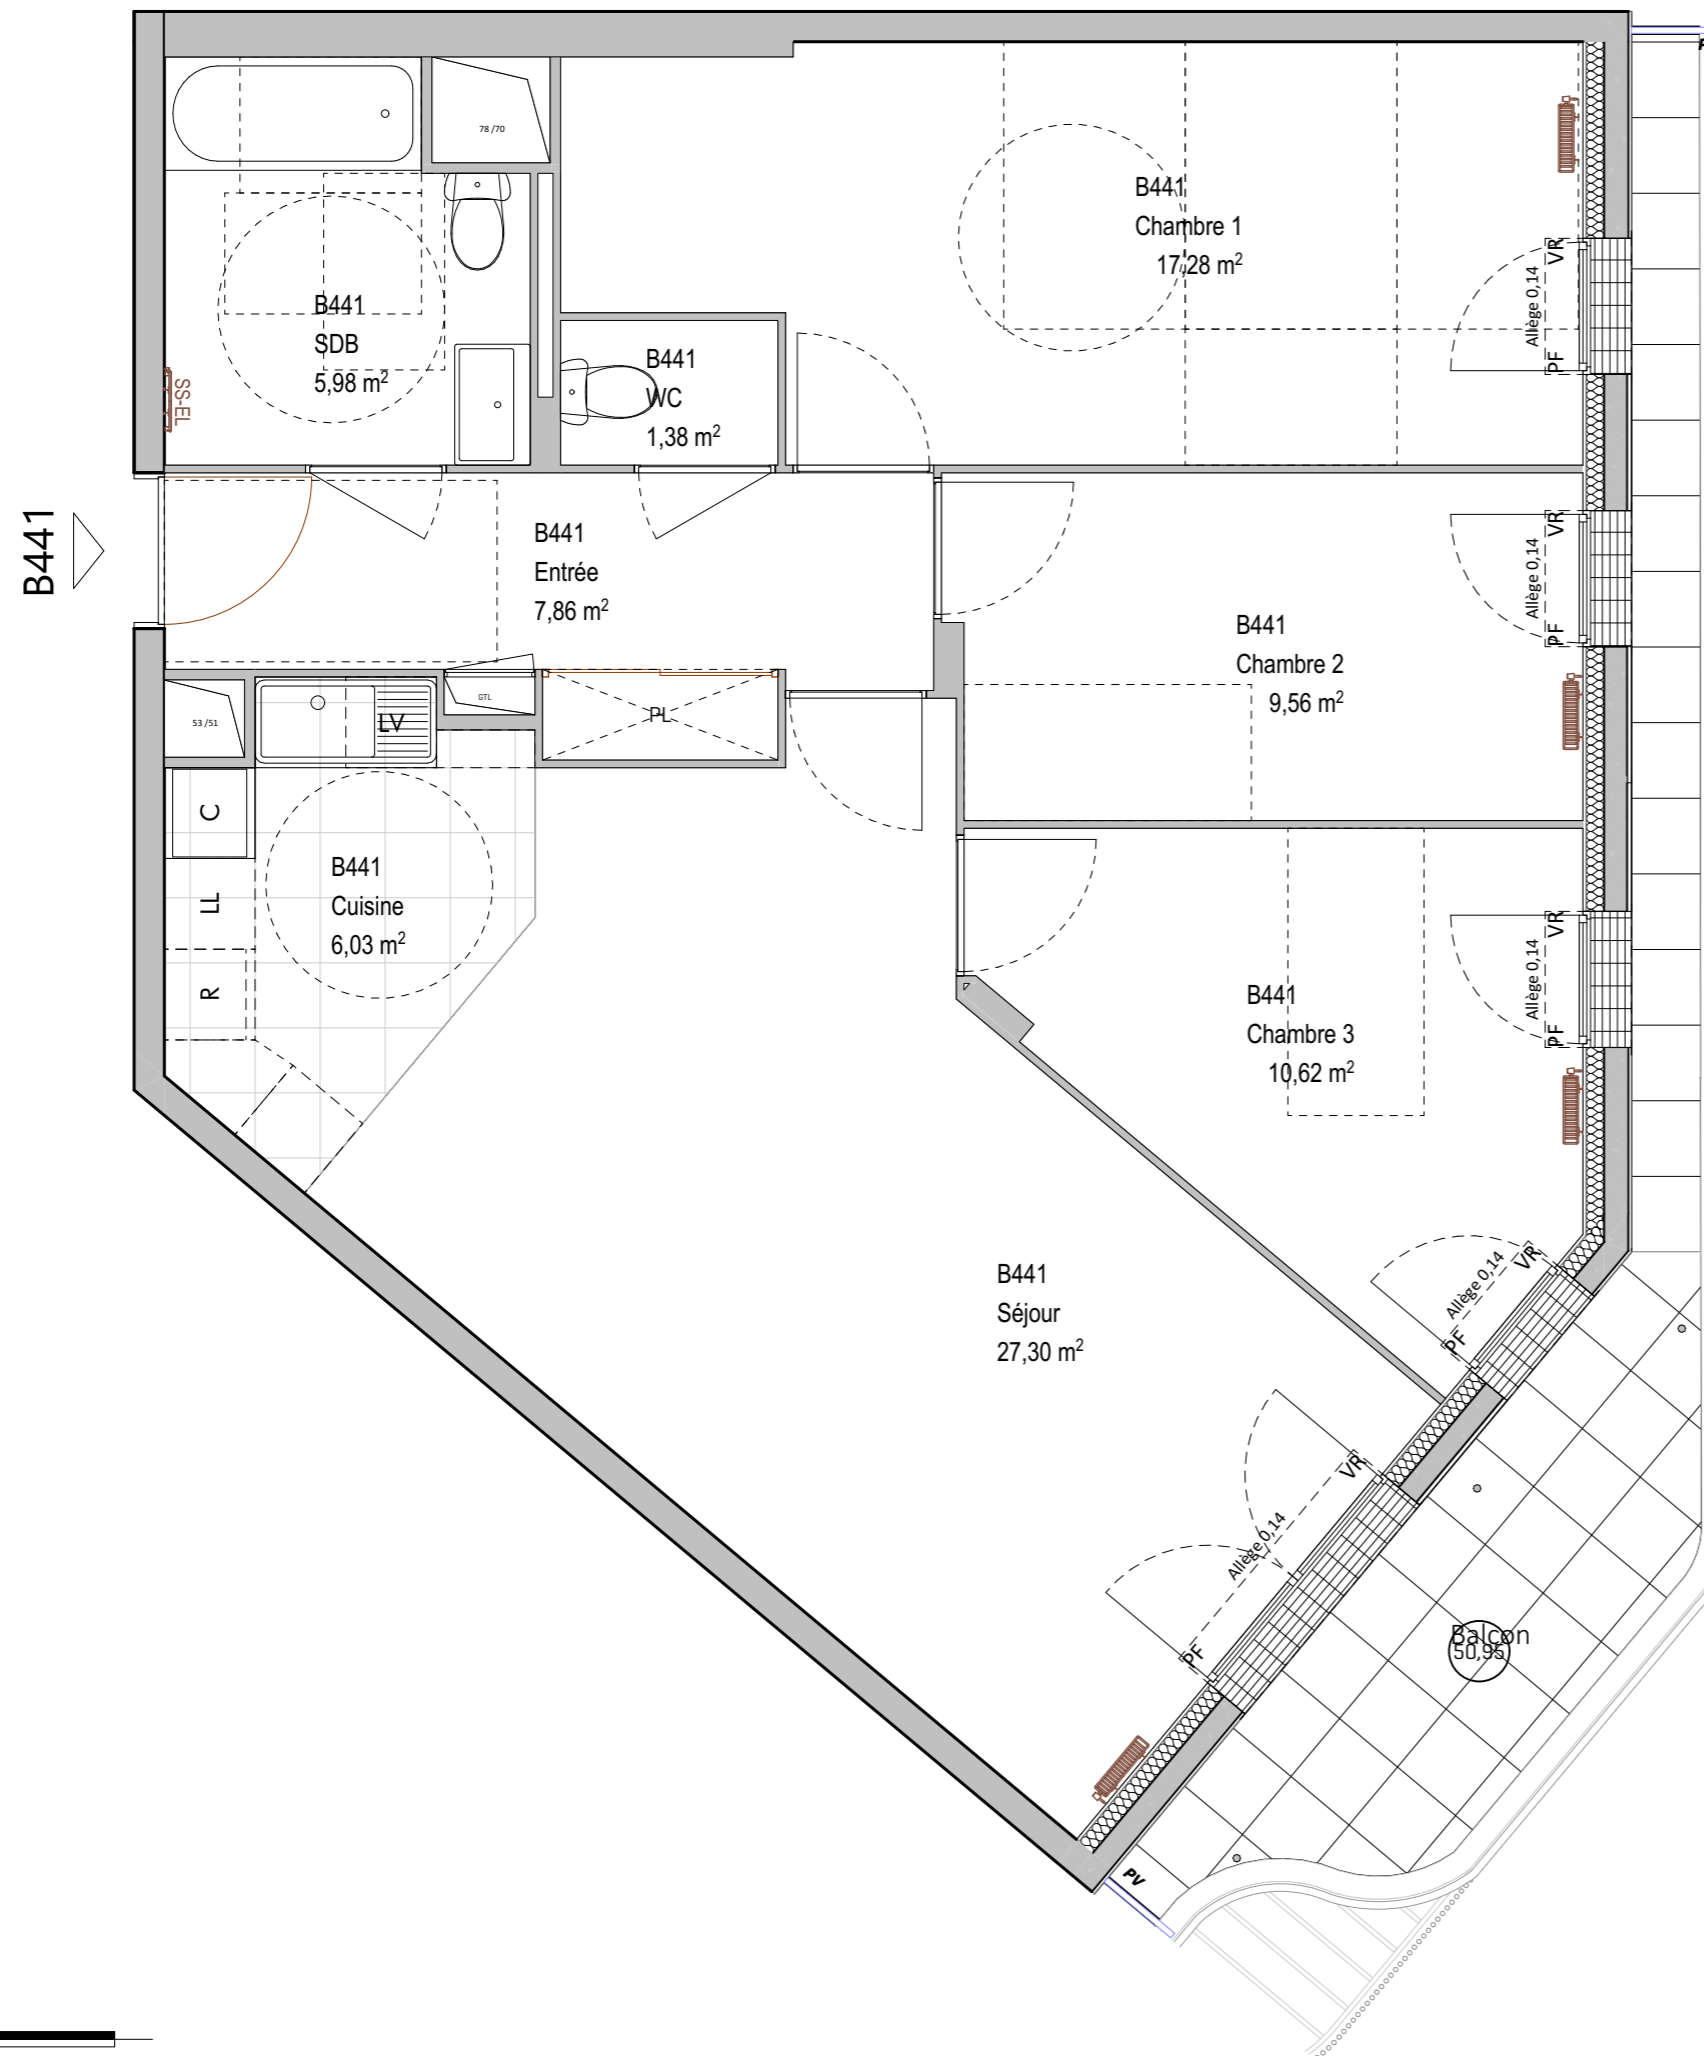 78 /70
B441
Chambre 1
17,28 m²
VR
Allège 0,14
PF
B441
SDB
5,98 m²
SS-EL
B441
WC
1,38 m²
B441
B441
Entrée
7,86 m²
VR
Allège 0,14
PF
B441
Chambre 2
9,56 m²
53 /51
LV
GTL
PL
C
LL
R
B441
Cuisine
6,03 m²
VR
Allège 0,14
PF
B441
Chambre 3
10,62 m²
VR
Allège 0,14
PF
B441
Séjour
27,30 m²
VR
Allège 0,14
PF
Balcon
50,95
PV